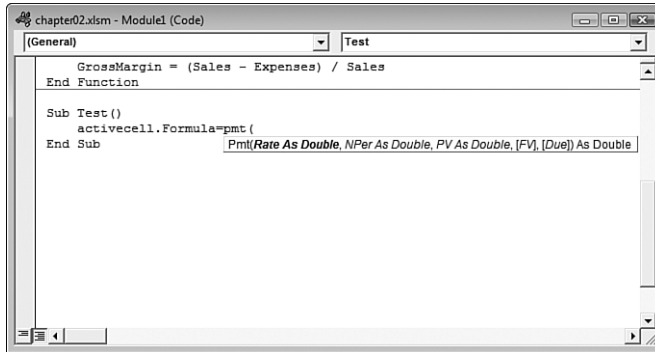 chapter02.xlsm - Module1 (Code)
(General) Test
GrossMargin = (Sales - Expenses) / Sales
End Function
Sub Test()
activecell.Formula=pmt(
End Sub
Pmt(Rate As Double, NPer As Double, PV As Double, [FV], [Due]) As Double